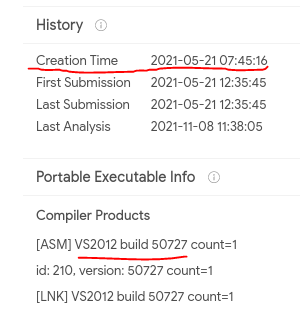 History
Creation Time 2021-05-21 07:45:16
First Submission 2021-05-21 12:35:45
Last Submission 2021-05-21 12:35:45
Last Analysis 2021-11-08 11:38:05
Portable Executable Info
Compiler Products
[ASM] VS2012 build 50727 count=1
id: 210, version: 50727 count=1
[LNK] VS2012 build 50727 count=1